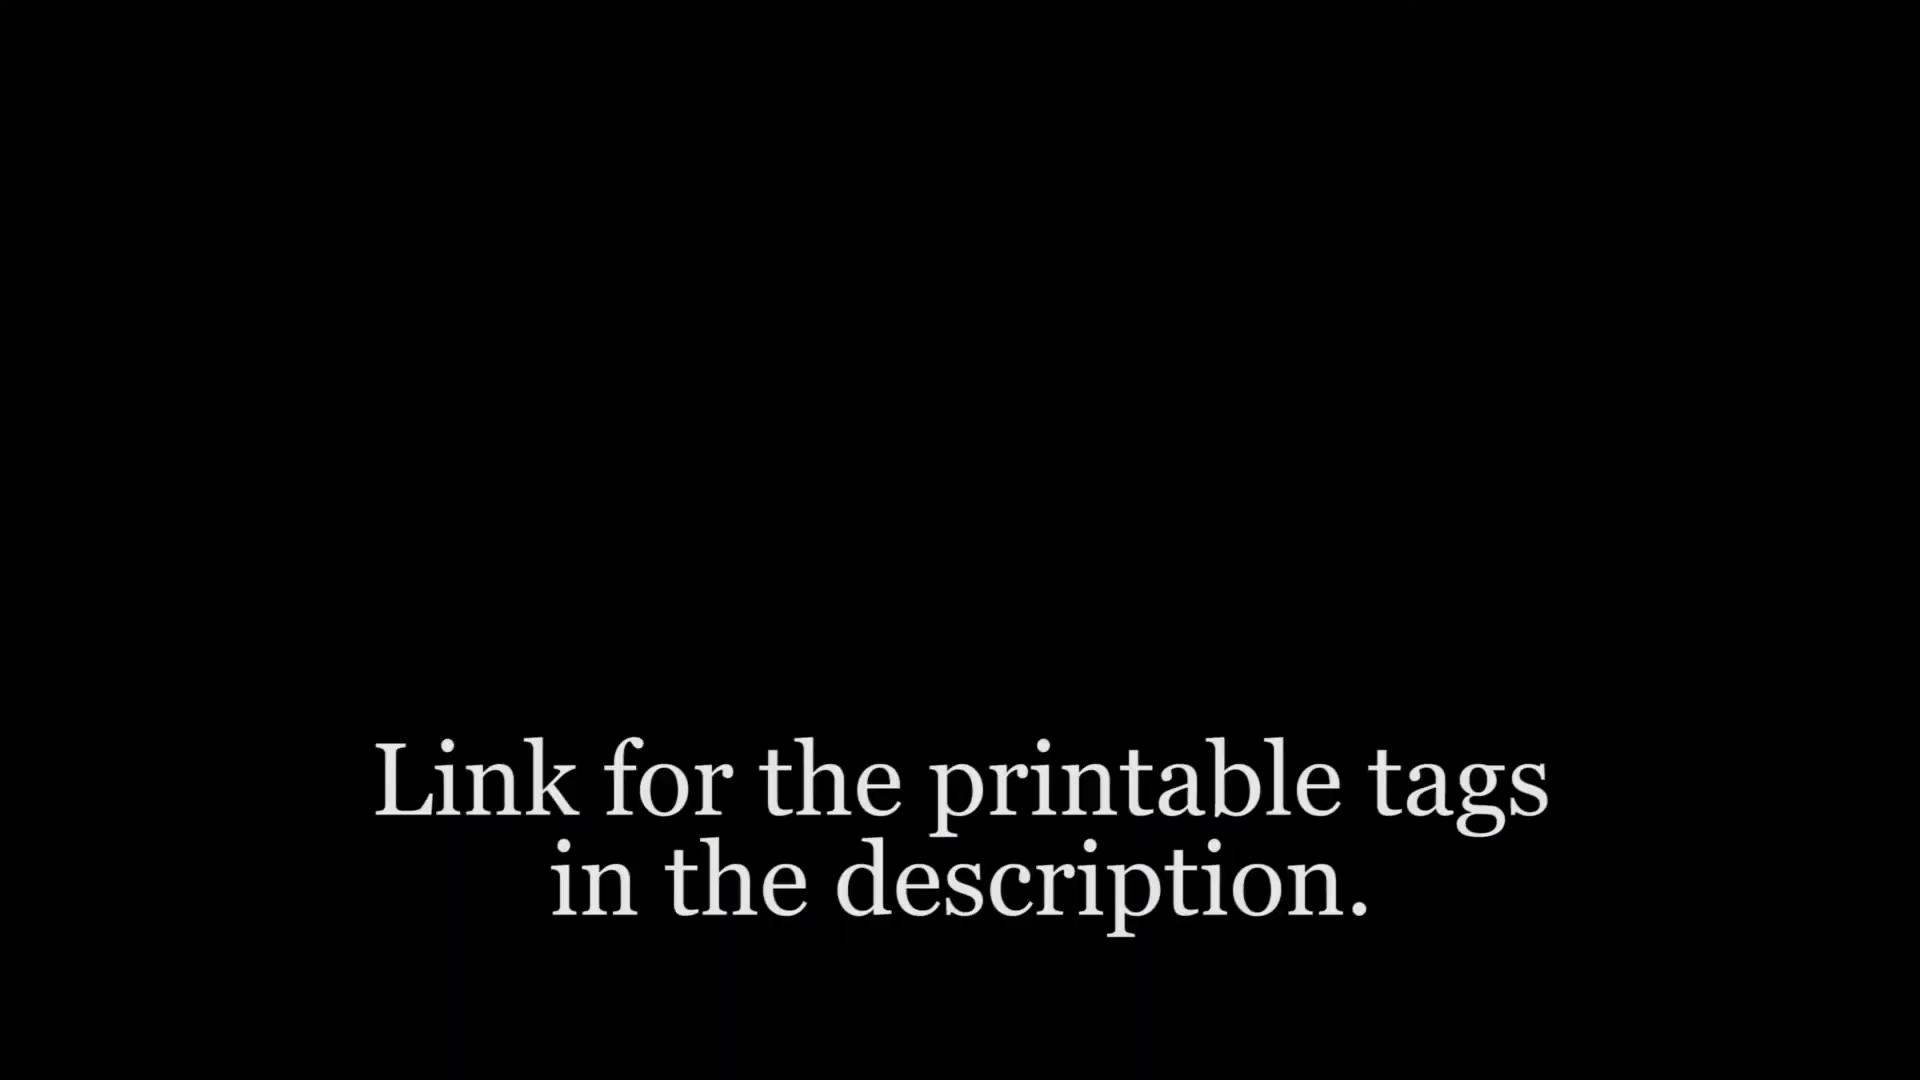 Link for the printable tags
in the description.